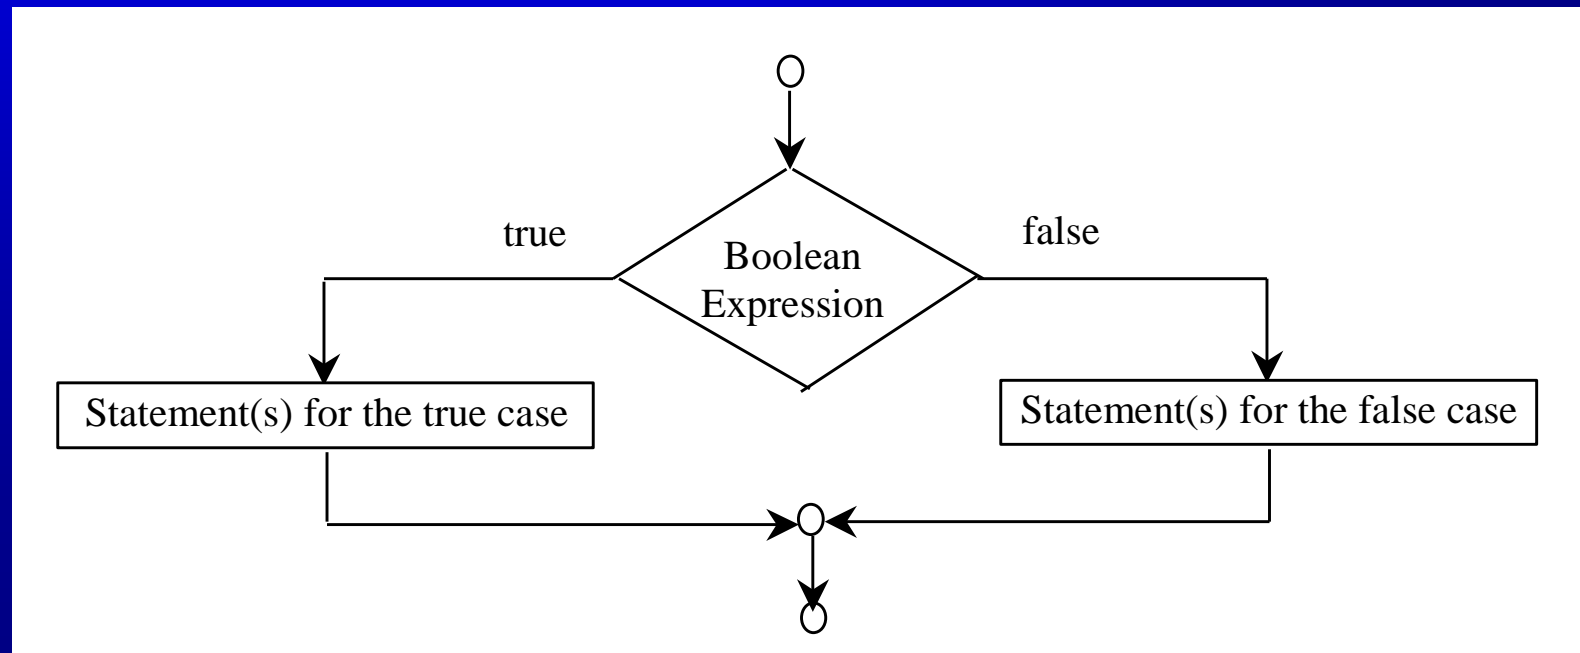 true
false
Boolean
Expression
Statement(s) for the true case
Statement(s) for the false case